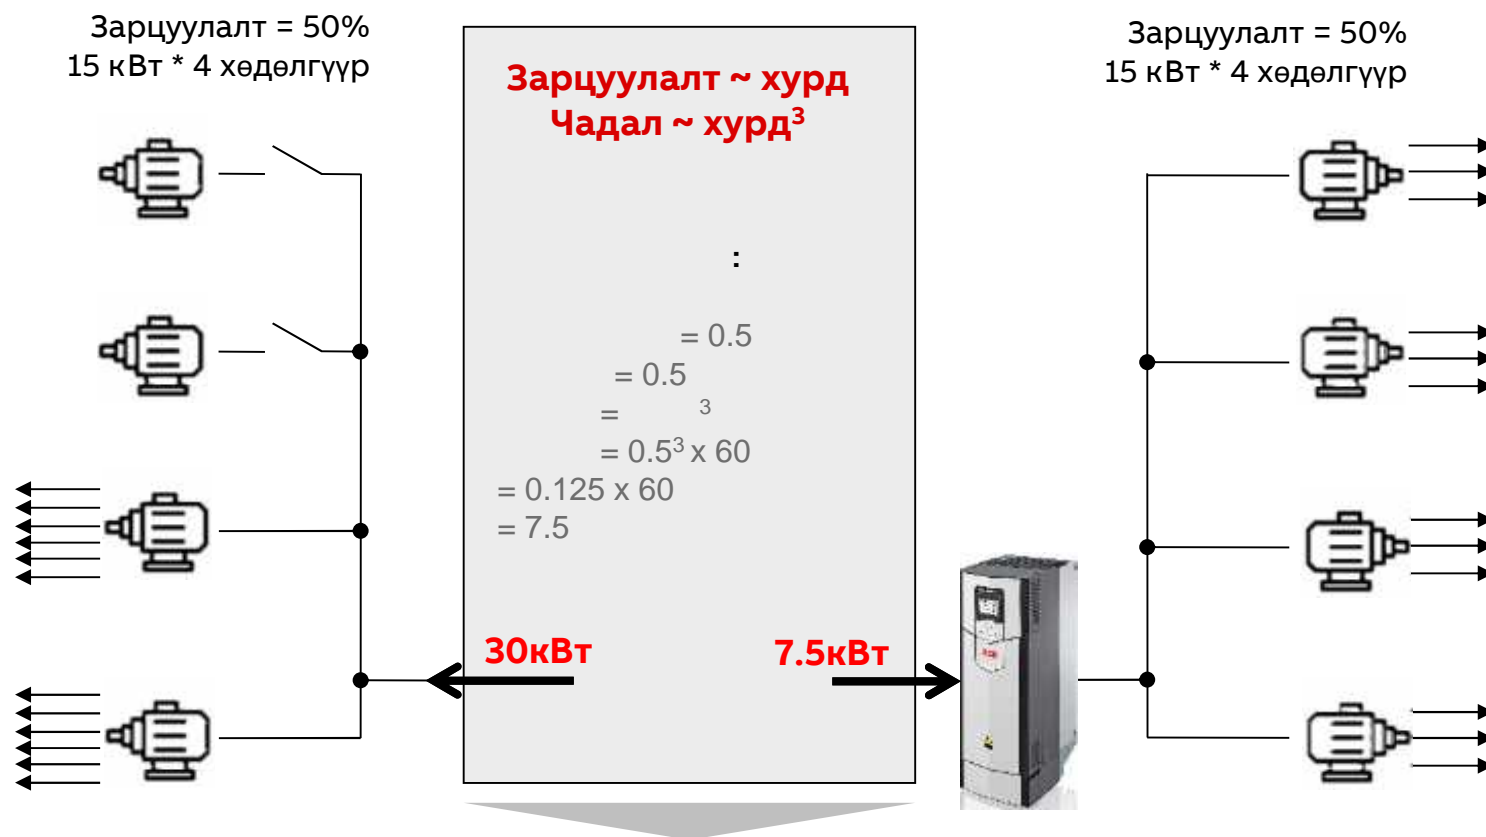 Зарцуулалт = 50%
15 кВт * 4 хөдөлгүүр
Зарцуулалт ~ хурд
Чадал ~ хурд³
:
= 0.5
= 0.5
= ³
= 0.5³ x 60
= 0.125 x 60
= 7.5
30кВт
7.5кВт
Зарцуулалт = 50%
15 кВт * 4 хөдөлгүүр
ABB